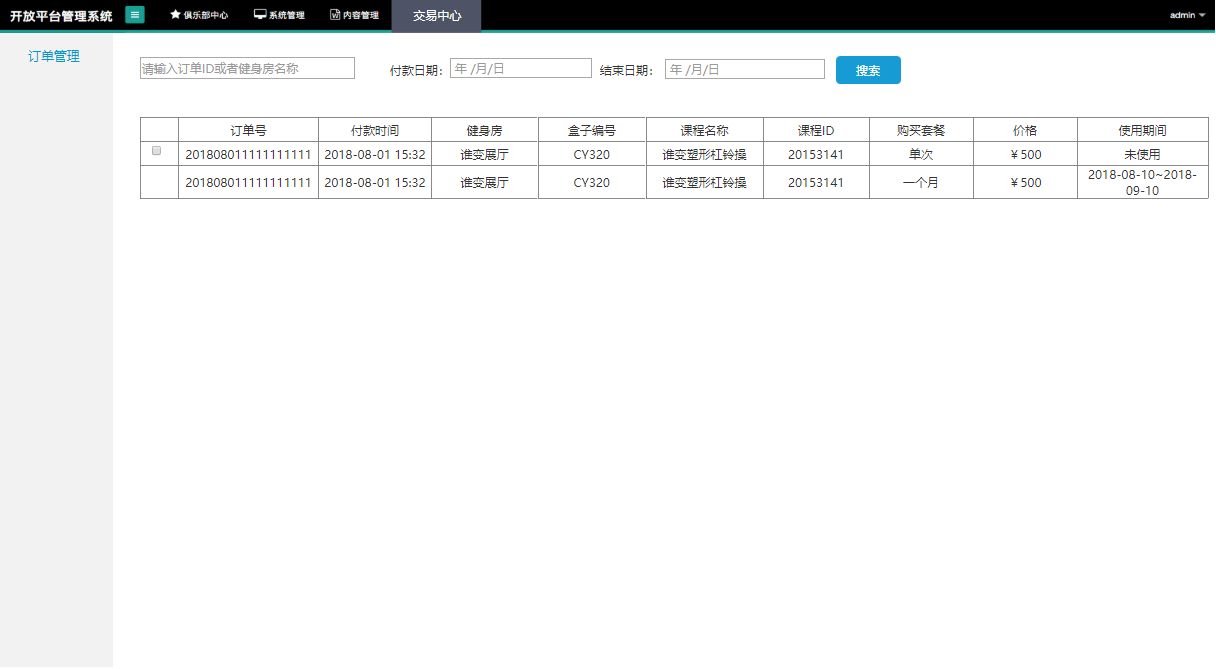 开放平台管理系统 俱乐部中心 系统管理 内容管理 交易中心 admin
订单管理
请输入订单ID或者健身房名称 付款日期： 年 /月/日 结束日期： 年 /月/日 搜索
订单号 付款时间 健身房 盒子编号 课程名称 课程ID 购买套餐 价格 使用期间
201808011111111111 2018-08-01 15:32 谁变展厅 CY320 谁变塑形杠铃操 20153141 单次 ￥500 未使用
201808011111111111 2018-08-01 15:32 谁变展厅 CY320 谁变塑形杠铃操 20153141 一个月 ￥500 2018-08-10~2018-
09-10